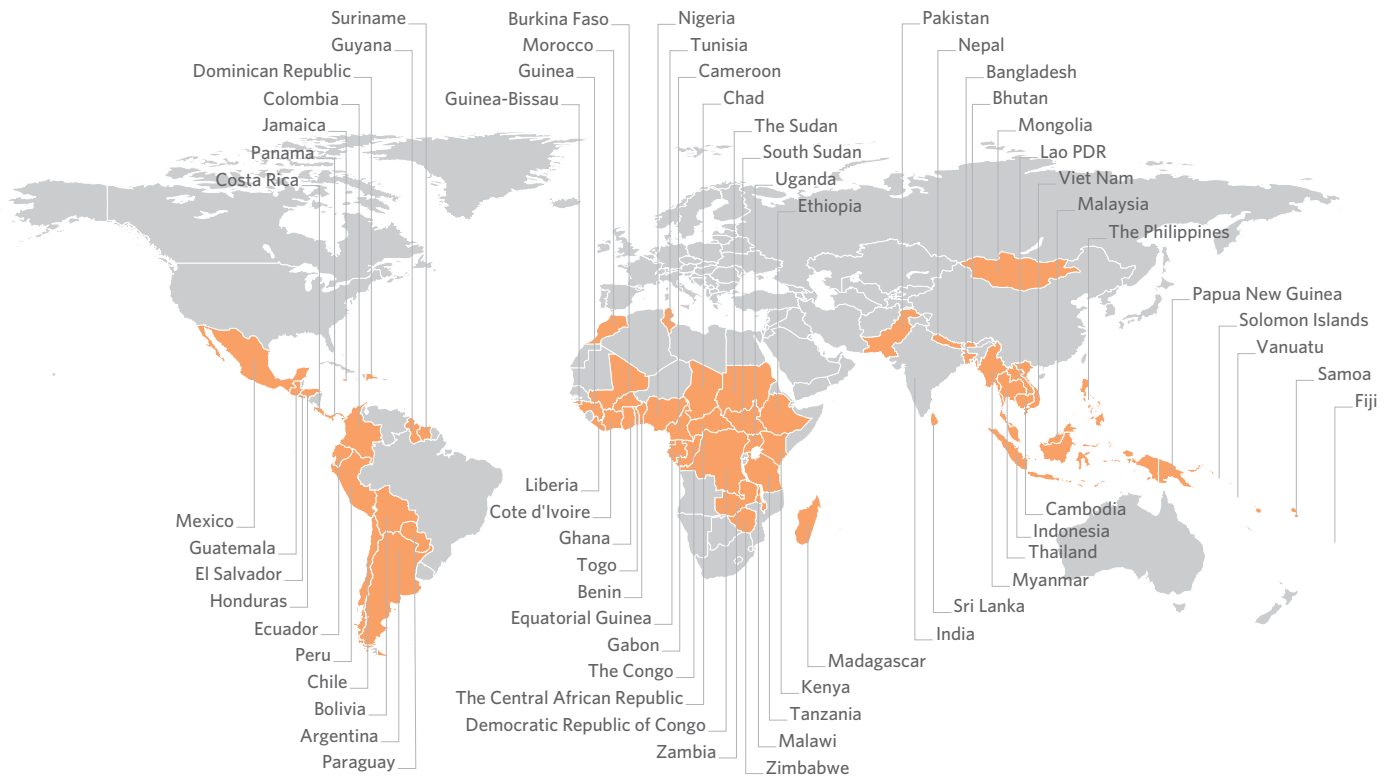 Suriname
Guyana
Dominican Republic
Colombia
Jamaica
Panama
Costa Rica
Burkina Faso
Morocco
Guinea
Guinea-Bissau
Nigeria
Tunisia
Cameroon
Chad
The Sudan
South Sudan
Uganda
Ethiopia
Pakistan
Nepal
Bangladesh
Bhutan
Mongolia
Lao PDR
Viet Nam
Malaysia
The Philippines
Papua New Guinea
Solomon Islands
Vanuatu
Samoa
Fiji
Mexico
Guatemala
El Salvador
Honduras
Ecuador
Peru
Chile
Bolivia
Argentina
Paraguay
Liberia
Cote d'Ivoire
Ghana
Togo
Benin
Equatorial Guinea
Gabon
The Congo
The Central African Republic
Democratic Republic of Congo
Zambia
Zimbabwe
Malawi
Tanzania
Kenya
Madagascar
India
Sri Lanka
Myanmar
Thailand
Indonesia
Cambodia